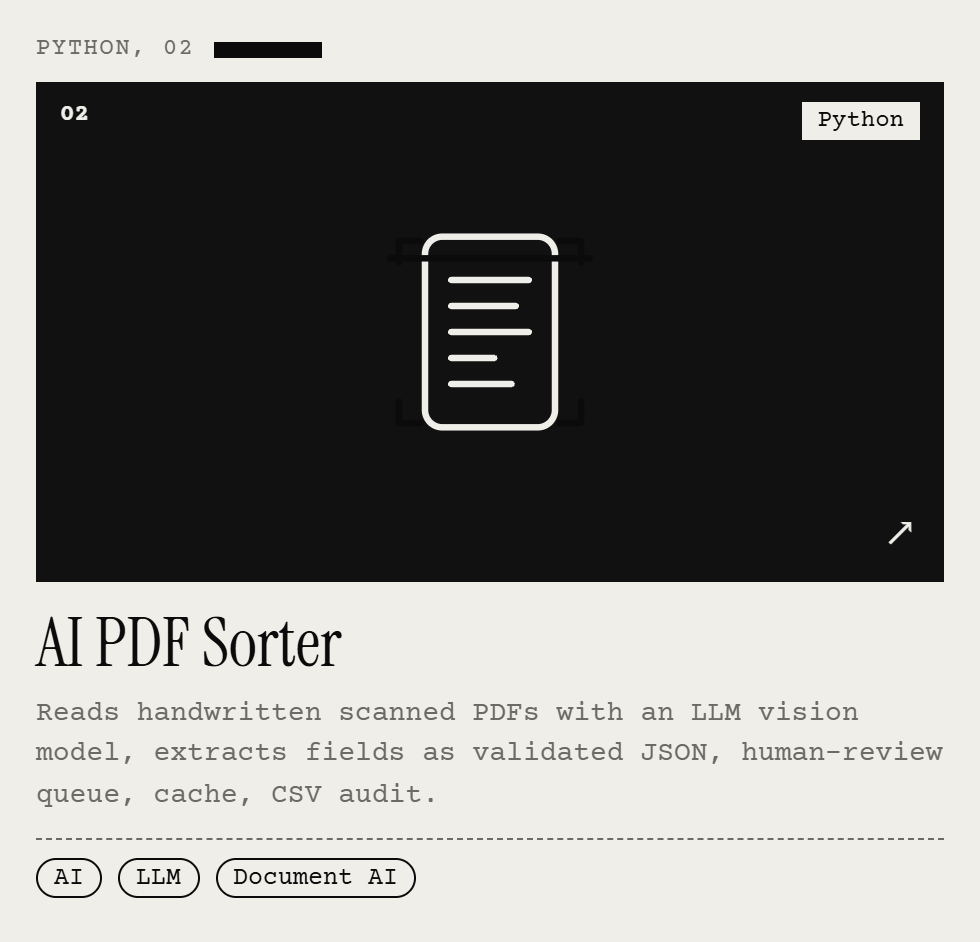 PYTHON, 02
02
Python
↗
AI PDF Sorter
Reads handwritten scanned PDFs with an LLM vision
model, extracts fields as validated JSON, human-review
queue, cache, CSV audit.
AI
LLM
Document AI